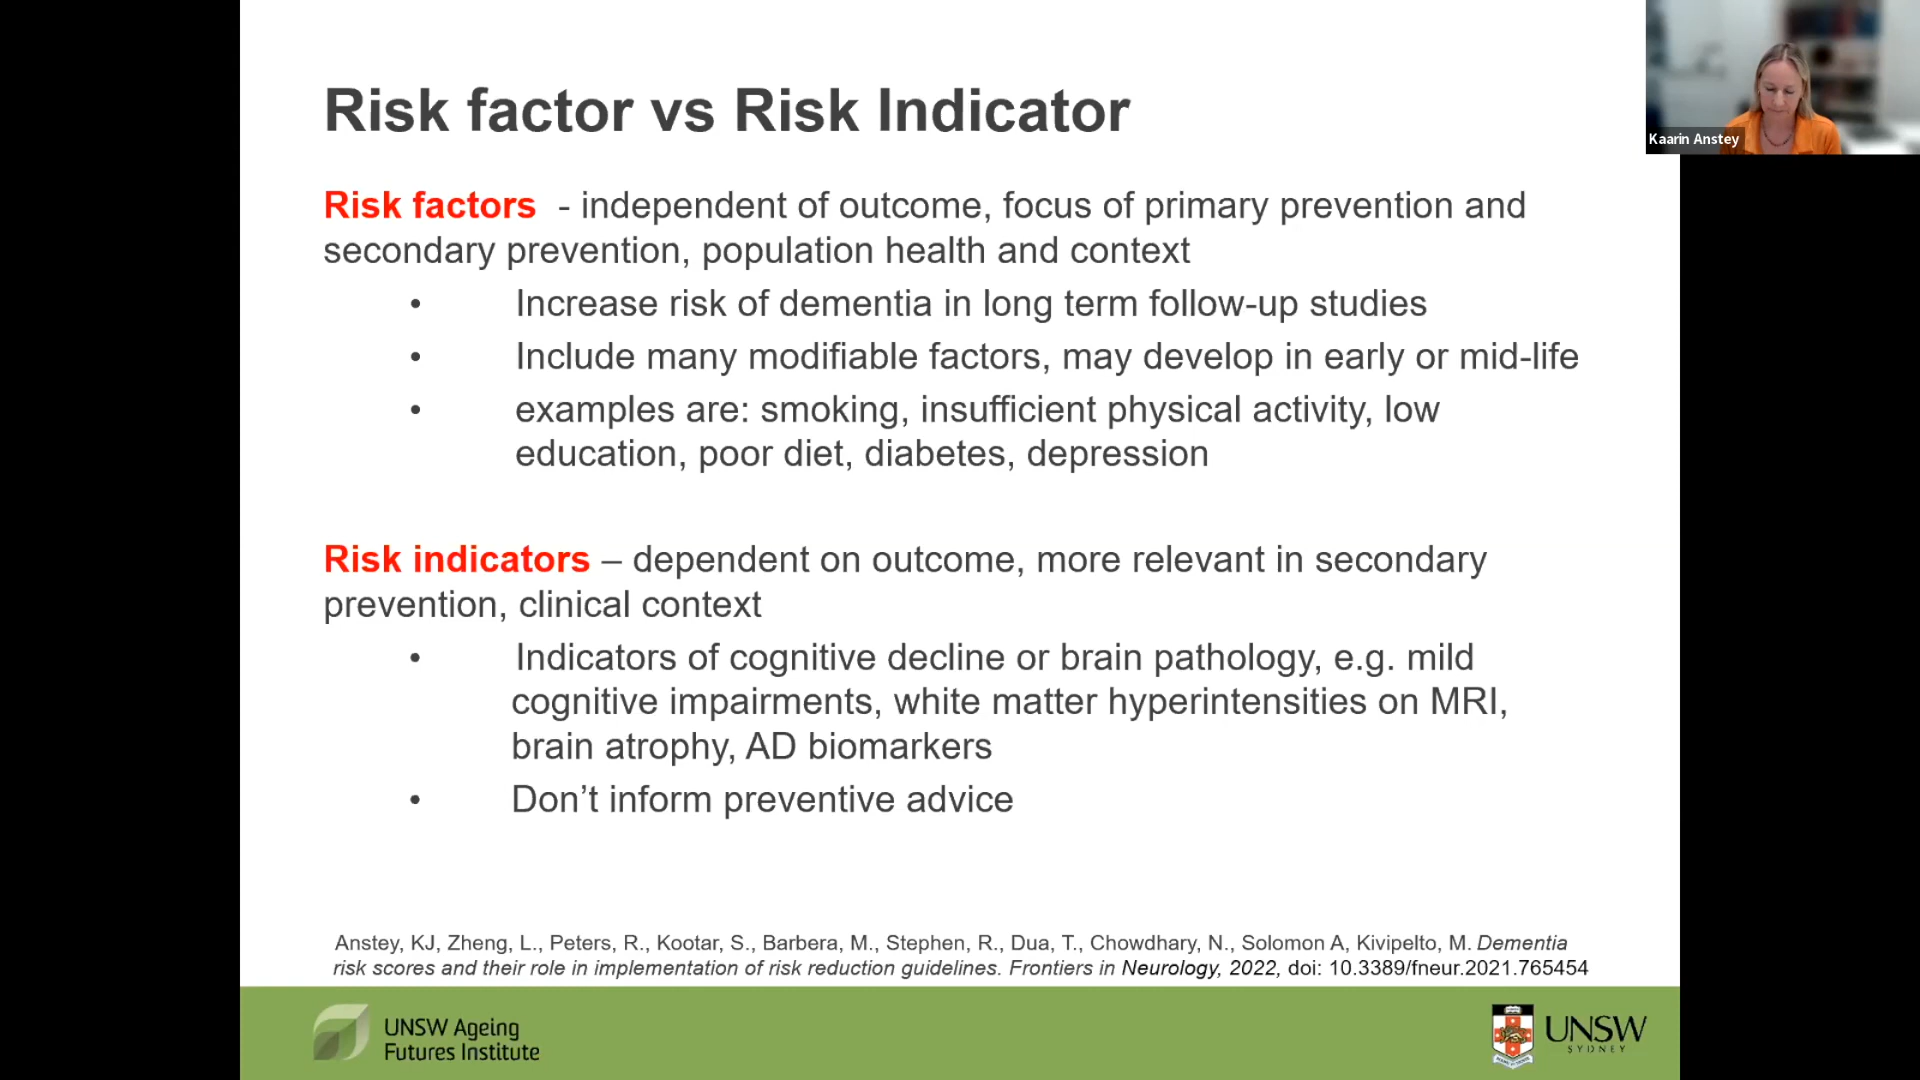 Risk factor vs Risk Indicator
Kaarin Anstey
Risk factors - independent of outcome, focus of primary prevention and
secondary prevention, population health and context
• Increase risk of dementia in long term follow-up studies
• Include many modifiable factors, may develop in early or mid-life
• examples are: smoking, insufficient physical activity, low
education, poor diet, diabetes, depression
Risk indicators – dependent on outcome, more relevant in secondary
prevention, clinical context
• Indicators of cognitive decline or brain pathology, e.g. mild
cognitive impairments, white matter hyperintensities on MRI,
brain atrophy, AD biomarkers
• Don’t inform preventive advice
Anstey, KJ, Zheng, L., Peters, R., Kootar, S., Barbera, M., Stephen, R., Dua, T., Chowdhary, N., Solomon A, Kivipelto, M. Dementia
risk scores and their role in implementation of risk reduction guidelines. Frontiers in Neurology, 2022, doi: 10.3389/fneur.2021.765454
UNSW Ageing
Futures Institute
UNSW
SYDNEY